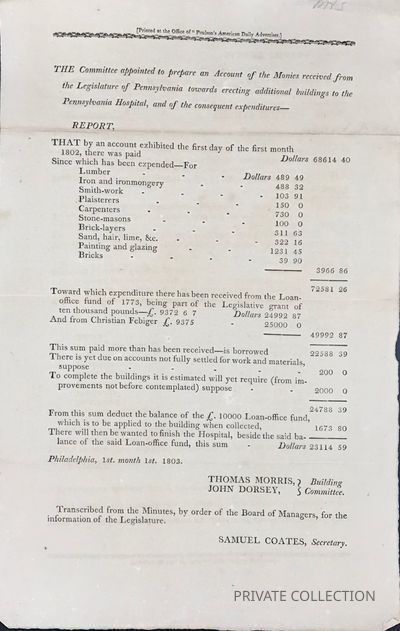 [Printed at the Office of "Poulson's American Daily Advertiser.]
THE Committee appointed to prepare an Account of the Monies received from
the Legislature of Pennsylvania towards erecting additional buildings to the
Pennsylvania Hospital, and of the consequent expenditures—
REPORT,
THAT by an account exhibited the first day of the first month
1802, there was paid - - Dollars 68614 40
Since which has been expended—For
Lumber - - Dollars 489 49
Iron and ironmongery - - 488 32
Smith-work - - 103 91
Plaisterers - - 150 0
Carpenters - - 730 0
Stone-masons - - 100 0
Brick-layers - - 311 63
Sand, hair, lime, &c. - - 322 16
Painting and glazing - - 1231 45
Bricks - - 39 90
3966 86
72581 26
Toward which expenditure there has been received from the Loan-
office fund of 1773, being part of the Legislative grant of
ten thousand pounds—£. 9372 6 7 Dollars 24992 87
And from Christian Febiger £. 9375 - 25000 0
49992 87
This sum paid more than has been received—is borrowed 22588 39
There is yet due on accounts not fully settled for work and materials,
suppose - - - - 200 0
To complete the buildings it is estimated will yet require (from im-
provements not before contemplated) suppose - - 2000 0
24788 39
From this sum deduct the balance of the £. 10000 Loan-office fund,
which is to be applied to the building when collected, 1673 80
There will then be wanted to finish the Hospital, beside the said ba-
lance of the said Loan-office fund, this sum - Dollars 23114 59
Philadelphia, 1st. month 1st. 1803.
THOMAS MORRIS, } Building
JOHN DORSEY, } Committee.
Transcribed from the Minutes, by order of the Board of Managers, for the
information of the Legislature.
SAMUEL COATES, Secretary.
PRIVATE COLLECTION